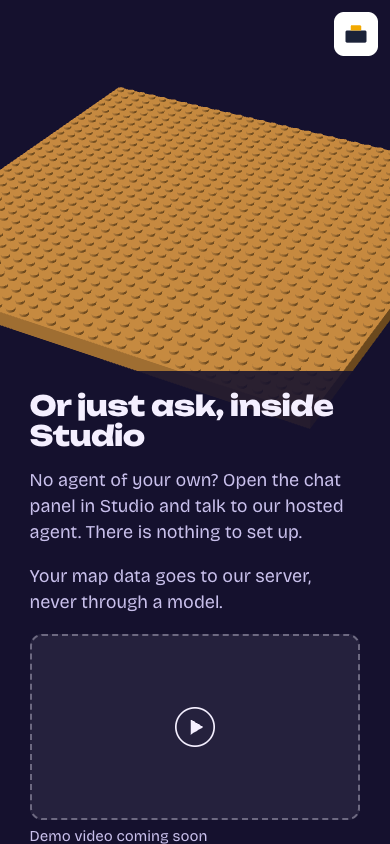 Or just ask, inside
Studio
No agent of your own? Open the chat
panel in Studio and talk to our hosted
agent. There is nothing to set up.
Your map data goes to our server,
never through a model.
Demo video coming soon